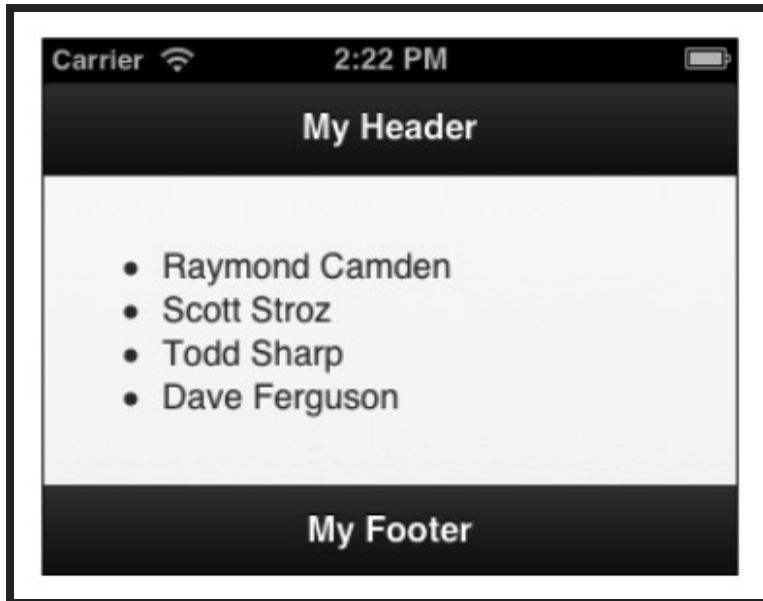 Carrier 2:22 PM
My Header
• Raymond Camden
• Scott Stroz
• Todd Sharp
• Dave Ferguson
My Footer